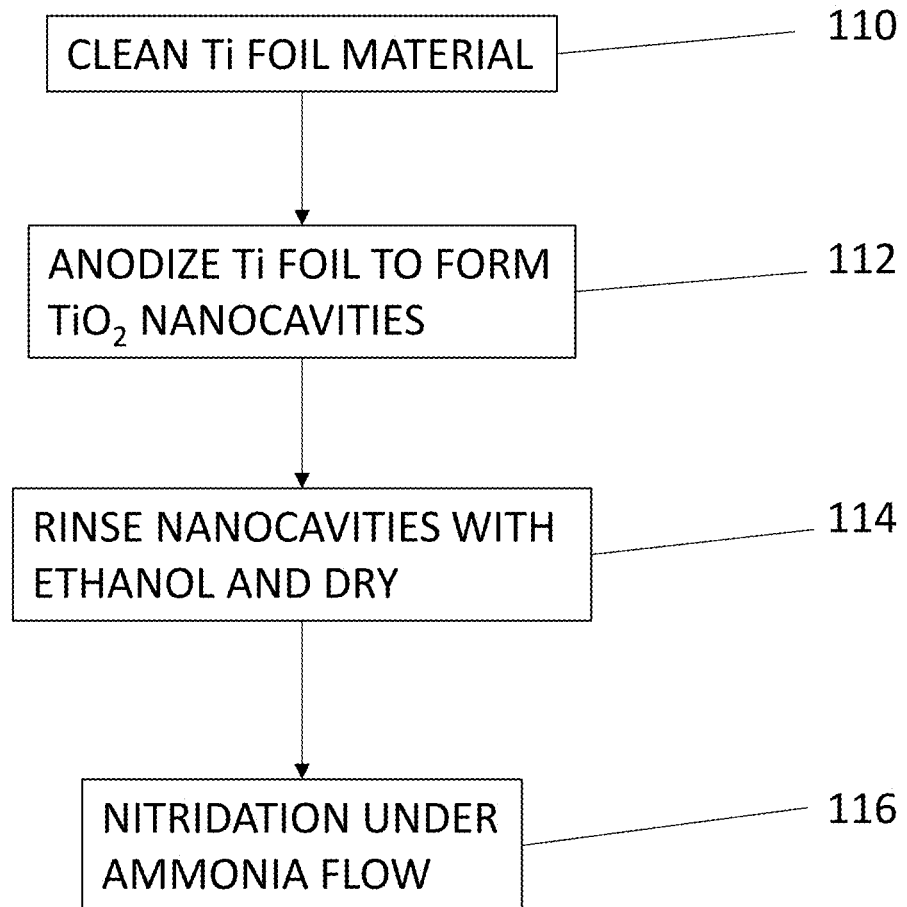 CLEAN Ti FOIL MATERIAL
110
ANODIZE Ti FOIL TO FORM
TiO₂ NANOCAVITIES
112
RINSE NANOCAVITIES WITH
ETHANOL AND DRY
114
NITRIDATION UNDER
AMMONIA FLOW
116